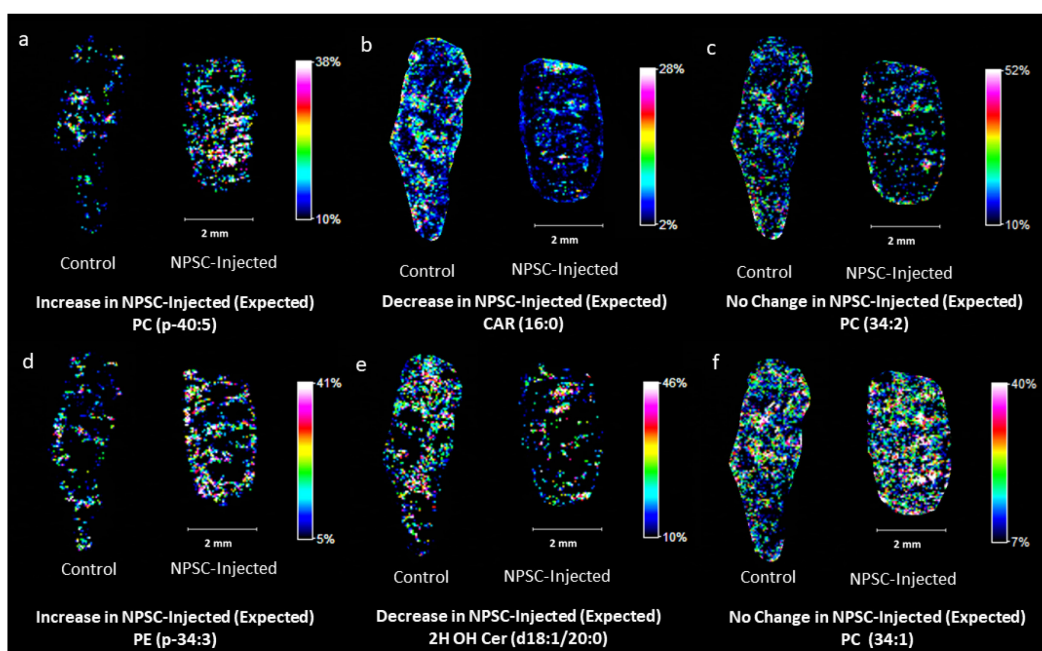 a
38%
10%
2 mm
Control
NPSC-Injected
Increase in NPSC-Injected (Expected)
PC (p-40:5)
b
28%
2%
2 mm
Control
NPSC-Injected
Decrease in NPSC-Injected (Expected)
CAR (16:0)
c
52%
10%
2 mm
Control
NPSC-Injected
No Change in NPSC-Injected (Expected)
PC (34:2)
d
41%
5%
2 mm
Control
NPSC-Injected
Increase in NPSC-Injected (Expected)
PE (p-34:3)
e
46%
10%
2 mm
Control
NPSC-Injected
Decrease in NPSC-Injected (Expected)
2H OH Cer (d18:1/20:0)
f
40%
7%
2 mm
Control
NPSC-Injected
No Change in NPSC-Injected (Expected)
PC (34:1)